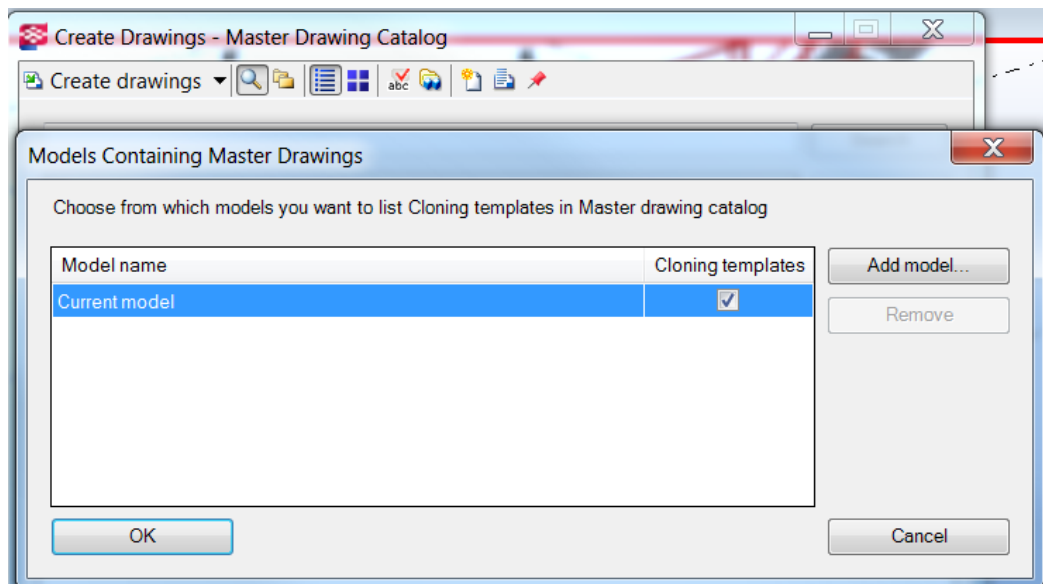 Create Drawings - Master Drawing Catalog
Create drawings
abc
Models Containing Master Drawings
Choose from which models you want to list Cloning templates in Master drawing catalog
Model name Cloning templates Add model...
Current model Remove
OK Cancel